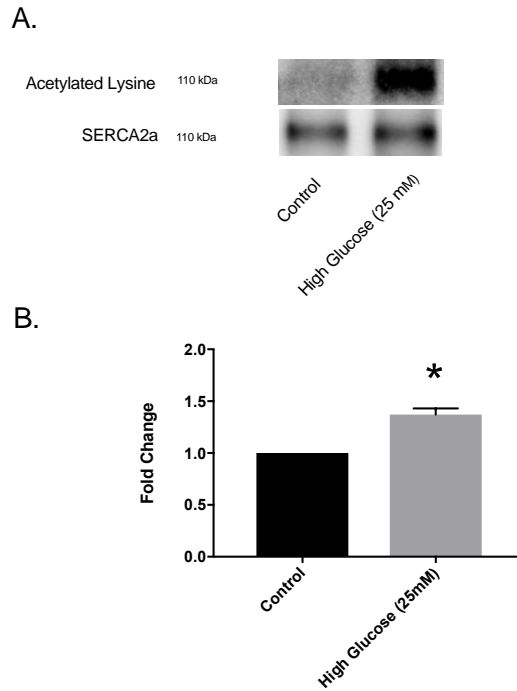 A.
Acetylated Lysine 110 kDa
SERCA2a 110 kDa
Control
High Glucose (25 mM)
B.
2.0
1.5
1.0
0.5
0.0
Fold Change
*
Control
High Glucose (25mM)